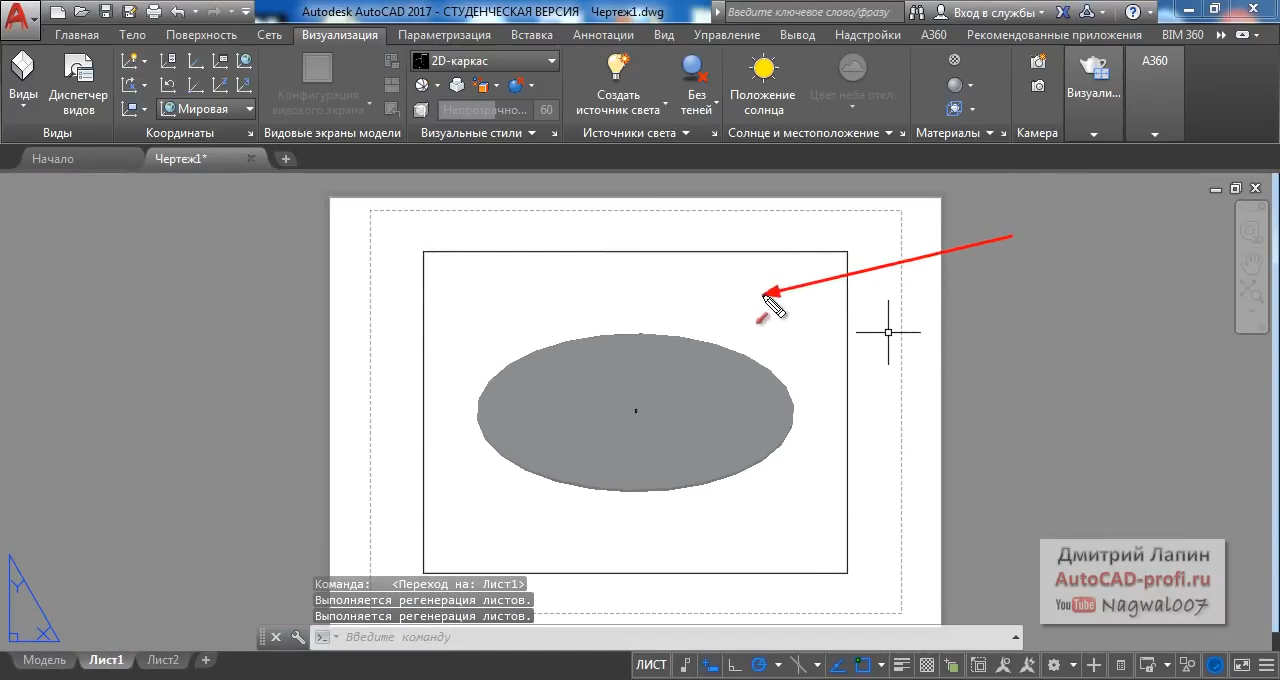 Autodesk AutoCAD 2017 - СТУДЕНЧЕСКАЯ ВЕРСИЯ Чертеж1.dwg
Введите ключевое слово/фразу
Вход в службы
Главная Тело Поверхность Сеть Визуализация Параметризация Вставка Аннотации Вид Управление Вывод Надстройки A360 Рекомендованные приложения BIM 360
Виды
Диспетчер
видов
Мировая
Конфигурация
видового экрана
2D-каркас
Непрозрачно... 60
Создать
источник света
Без
теней
Положение
солнца
Цвет неба откл.
Визуали...
A360
Виды Координаты Видовые экраны модели Визуальные стили Источники света Солнце и местоположение Материалы Камера
Начало Чертеж1*
Дмитрий Лапин
AutoCAD-profi.ru
YouTube Nagwal007
Команда: <Переход на: Лист1>
Выполняется регенерация листов.
Выполняется регенерация листов.
Введите команду
Y
X
Модель Лист1 Лист2
ЛИСТ